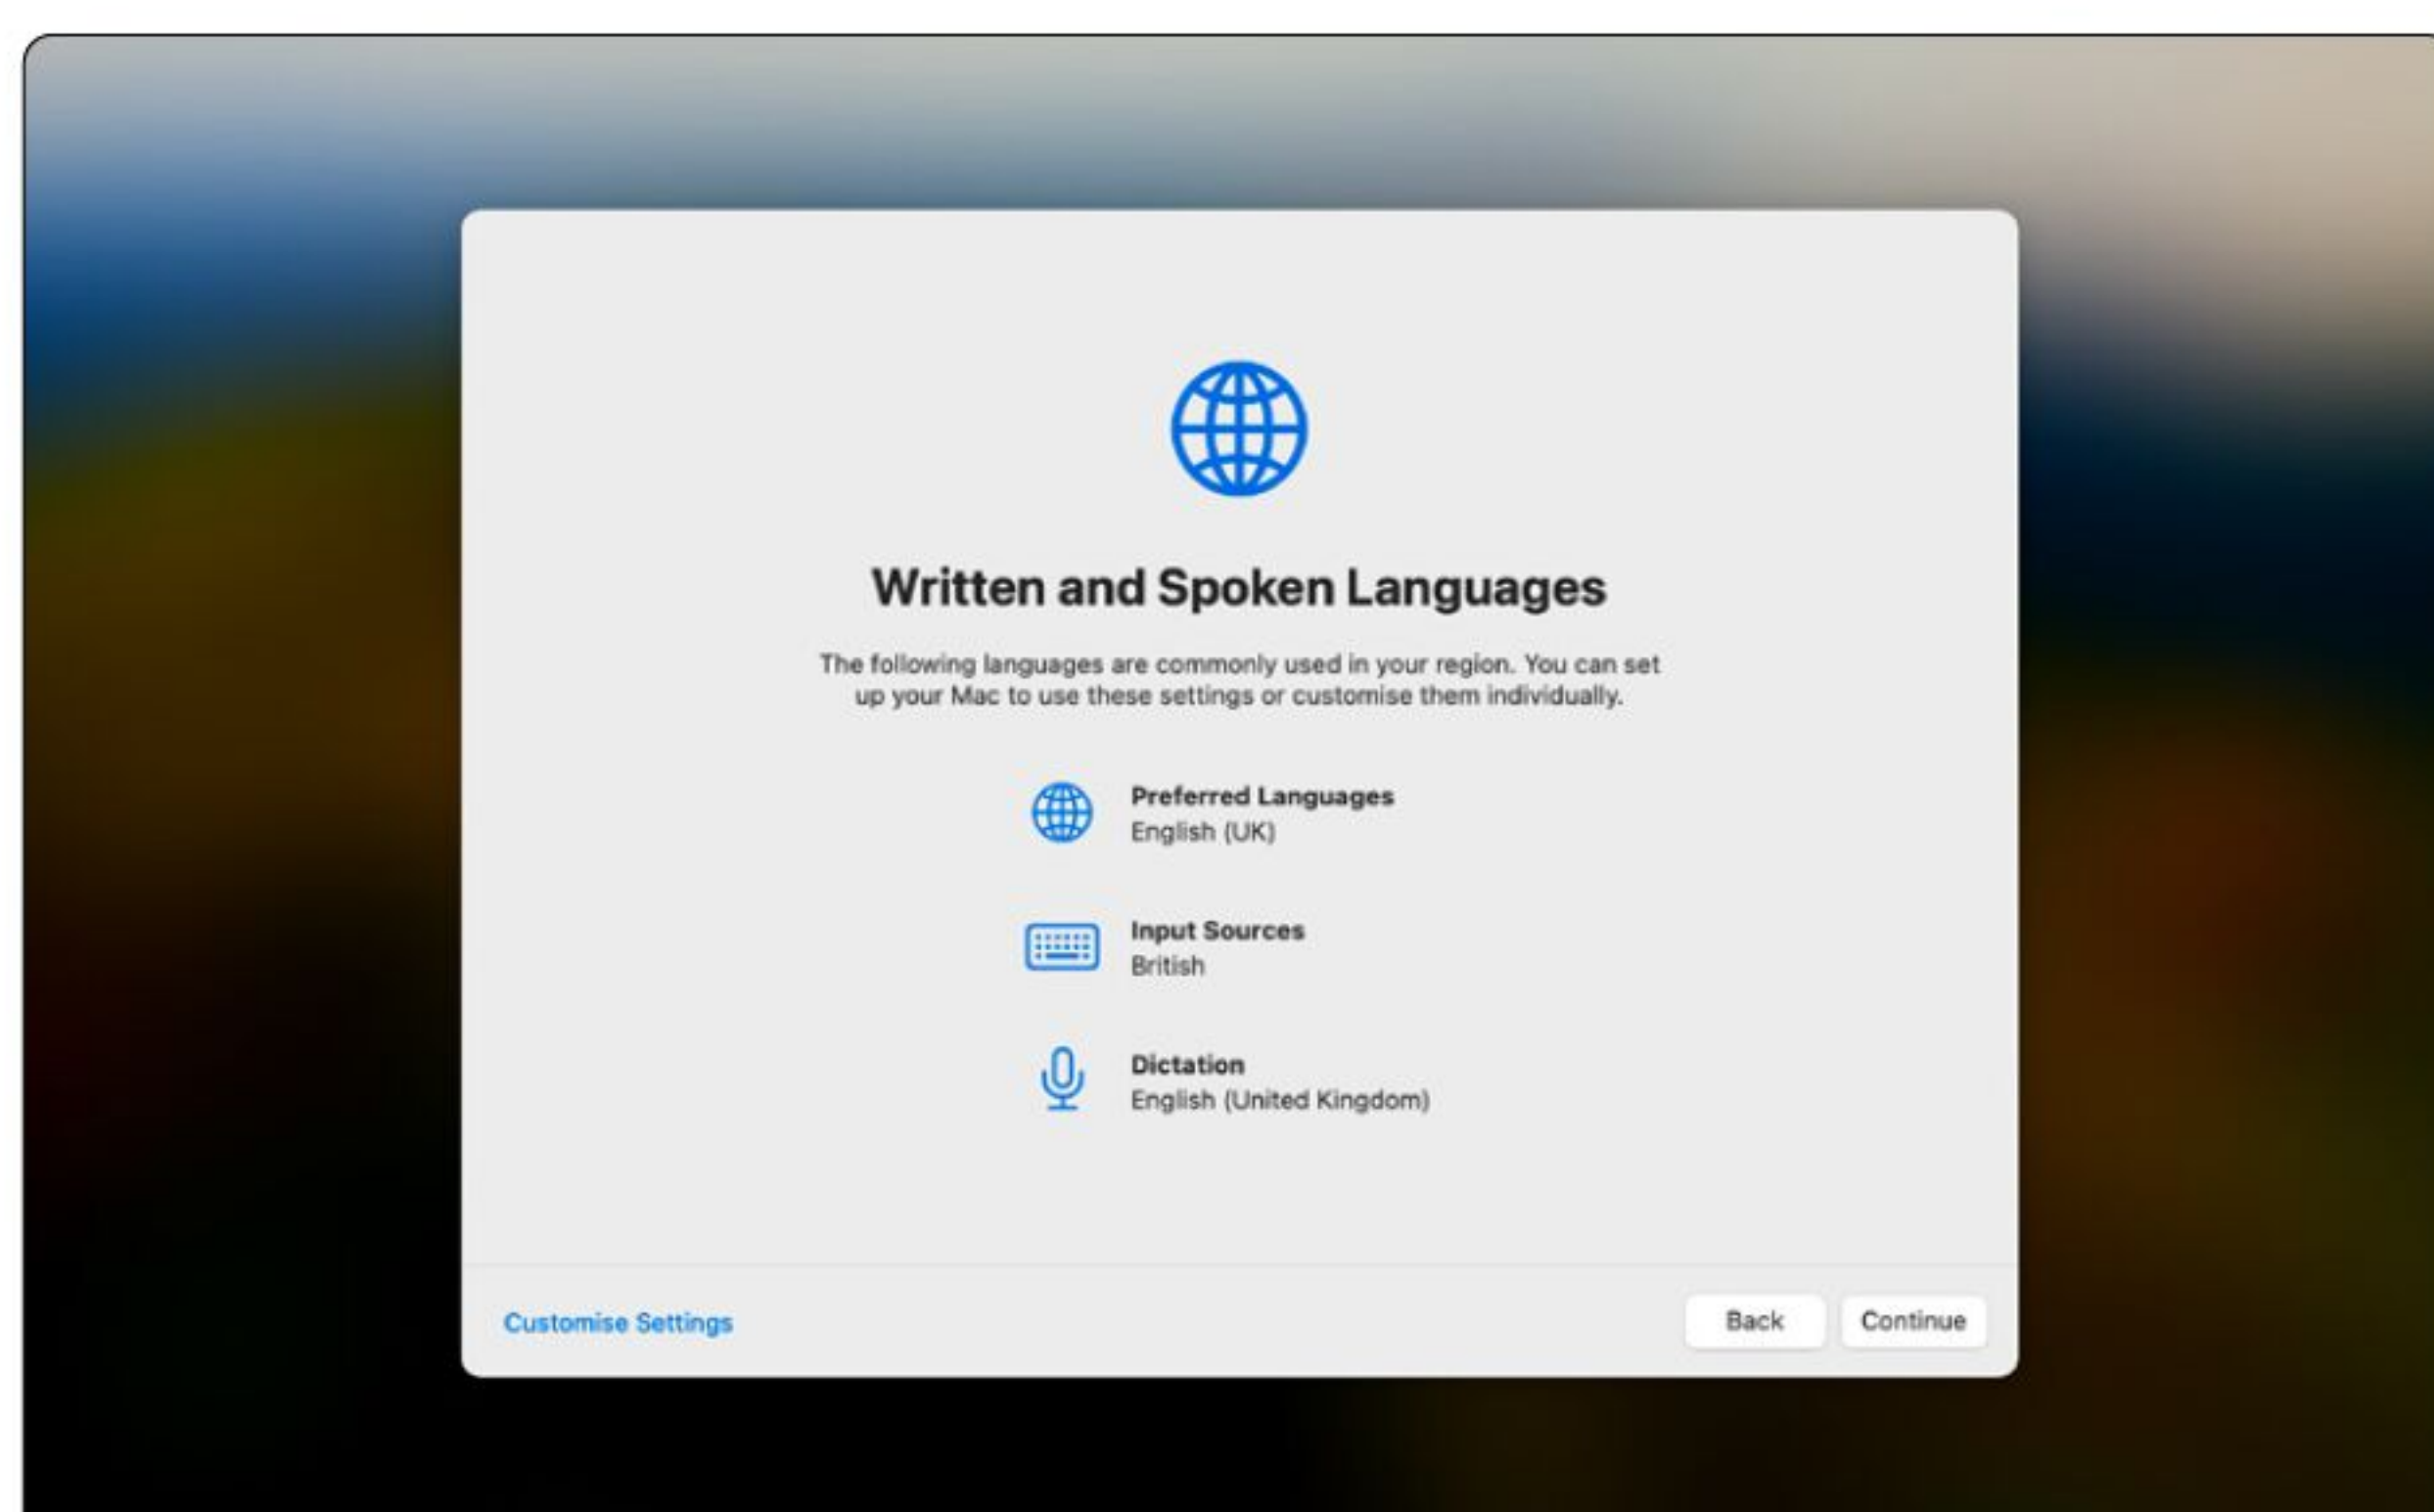 Written and Spoken Languages
The following languages are commonly used in your region. You can set
up your Mac to use these settings or customise them individually.
Preferred Languages
English (UK)
Input Sources
British
Dictation
English (United Kingdom)
Customise Settings
Back
Continue